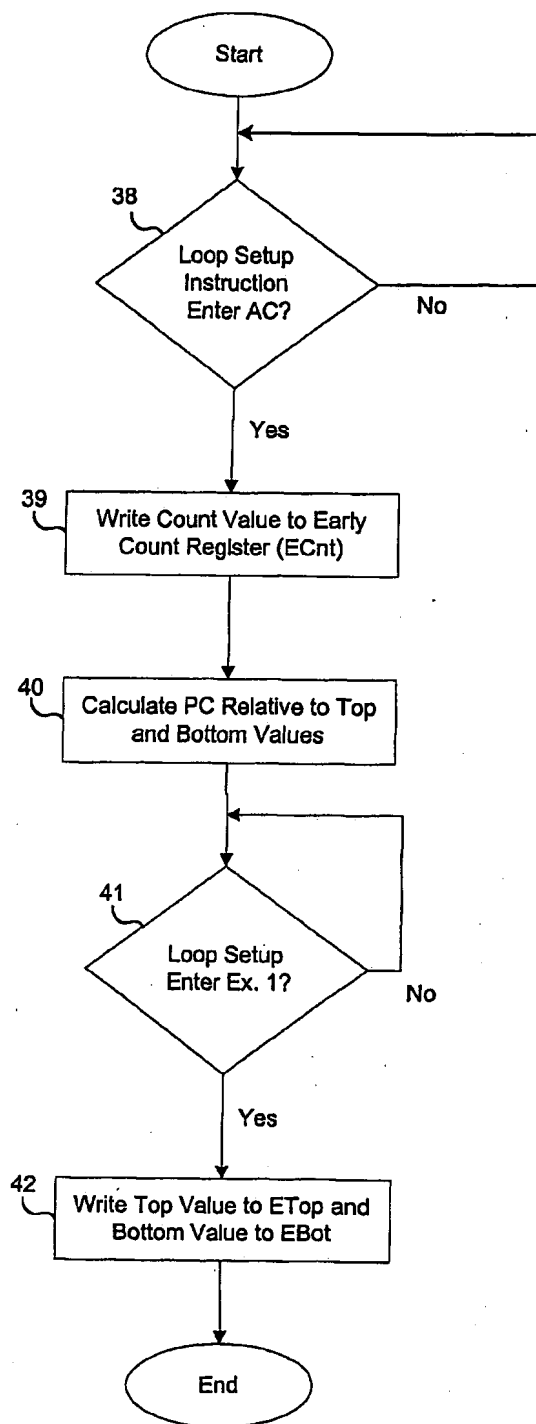 Start
38
Loop Setup
Instruction
Enter AC?
No
Yes
39
Write Count Value to Early
Count Register (ECnt)
40
Calculate PC Relative to Top
and Bottom Values
41
Loop Setup
Enter Ex. 1?
No
Yes
42
Write Top Value to ETop and
Bottom Value to EBot
End